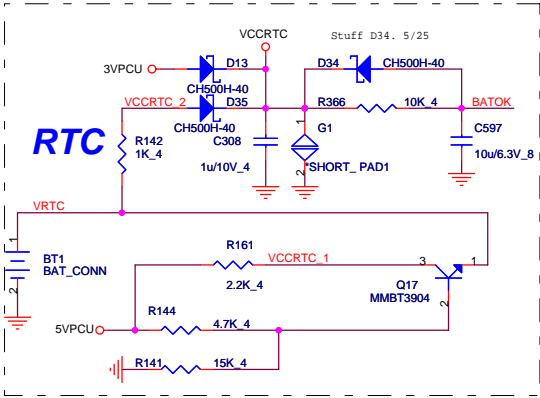 VCCRTC
Stuff D34. 5/25
3VPCU
D13
CH500H-40
D34
CH500H-40
VCCRTC_2
D35
CH500H-40
R366
10K_4
BATOK
RTC
R142
1K_4
C308
1u/10V_4
1
G1
2
*SHORT_ PAD1
C597
10u/6.3V_8
VRTC
1
BT1
BAT_CONN
2
R161
VCCRTC_1
2.2K_4
3
1
Q17
MMBT3904
2
5VPCU
R144
4.7K_4
R141
15K_4